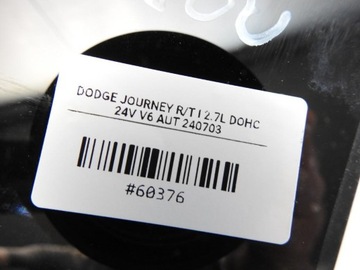 DODGE JOURNEY R/T I 2.7L DOHC
24V V6 AUT 240703
#60376